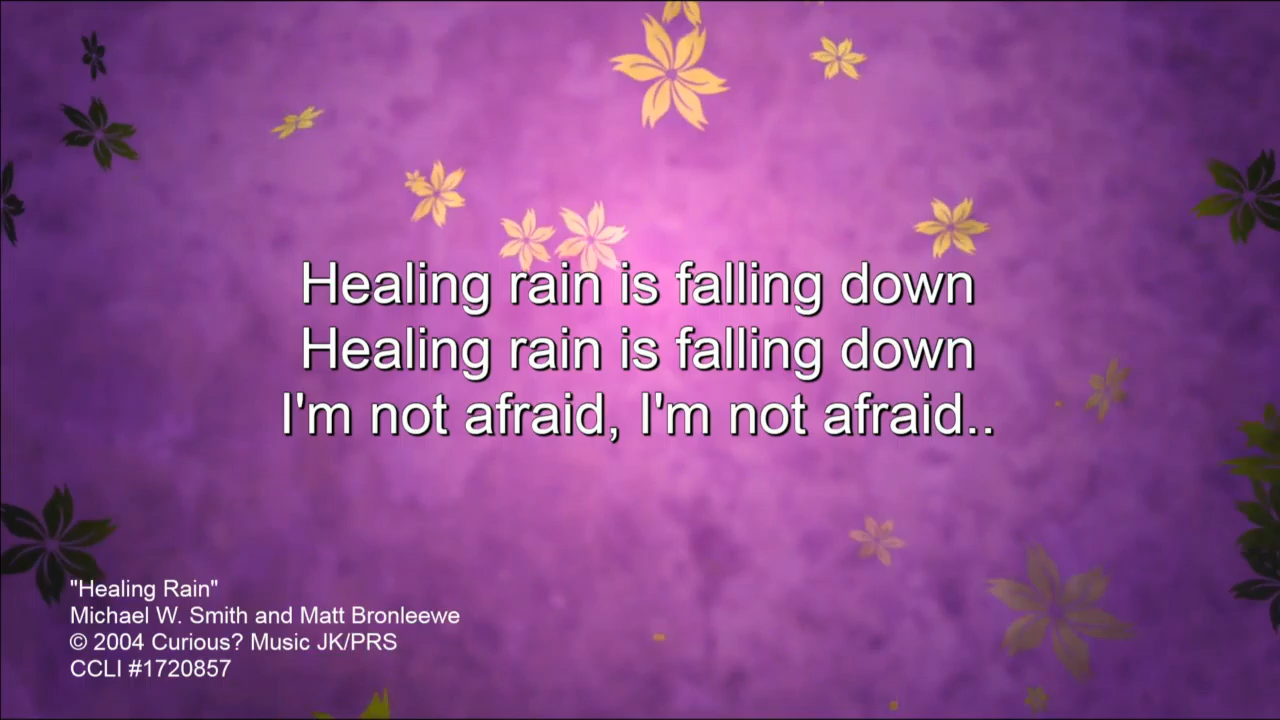 Healing rain is falling down
Healing rain is falling down
I'm not afraid, I'm not afraid..
"Healing Rain"
Michael W. Smith and Matt Bronleewe
© 2004 Curious? Music JK/PRS
CCLI #1720857